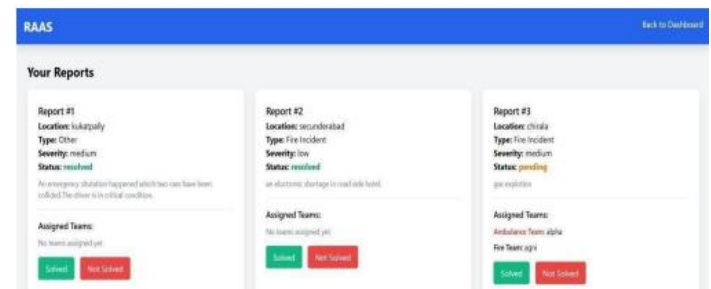 RAAS
Back to Dashboard
Your Reports
Report #1
Location: kukatpally
Type: Other
Severity: medium
Status: resolved
An emergency situtation happened which two cars have been
collided.The driver is in critical condition.
Assigned Teams:
No teams assigned yet
Solved
Not Solved
Report #2
Location: secunderabad
Type: Fire Incident
Severity: low
Status: resolved
an electronic shortage in road side hotel.
Assigned Teams:
No teams assigned yet
Solved
Not Solved
Report #3
Location: chirala
Type: Fire Incident
Severity: medium
Status: pending
gas explotion
Assigned Teams:
Ambulance Team: alpha
Fire Team: agni
Solved
Not Solved